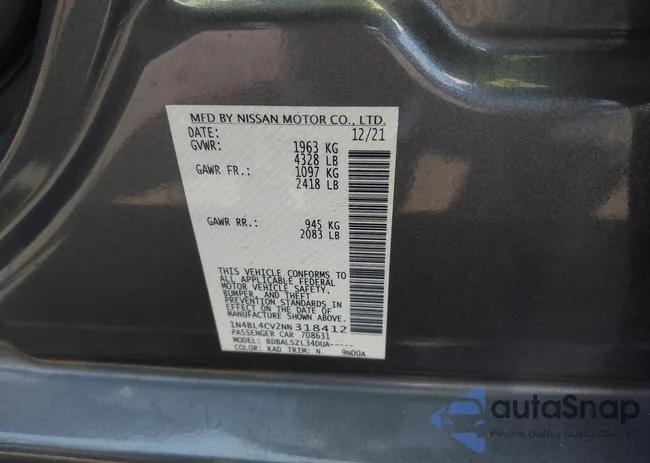 MFD BY NISSAN MOTOR CO., LTD.
DATE: 12/21
GVWR: 1963 KG
4328 LB
GAWR FR.: 1097 KG
2418 LB
GAWR RR.: 945 KG
2083 LB
THIS VEHICLE CONFORMS TO
ALL APPLICABLE FEDERAL
MOTOR VEHICLE SAFETY,
BUMPER, AND THEFT
PREVENTION STANDARDS IN
EFFECT ON THE DATE OF
MANUFACTURE SHOWN ABOVE.
1N4BL4CV2NN318412
PASSENGER CAR 708631
MODEL: BDBALSZL34DUA-----
COLOR: KAD TRIM: N 9N00A
autoSnap